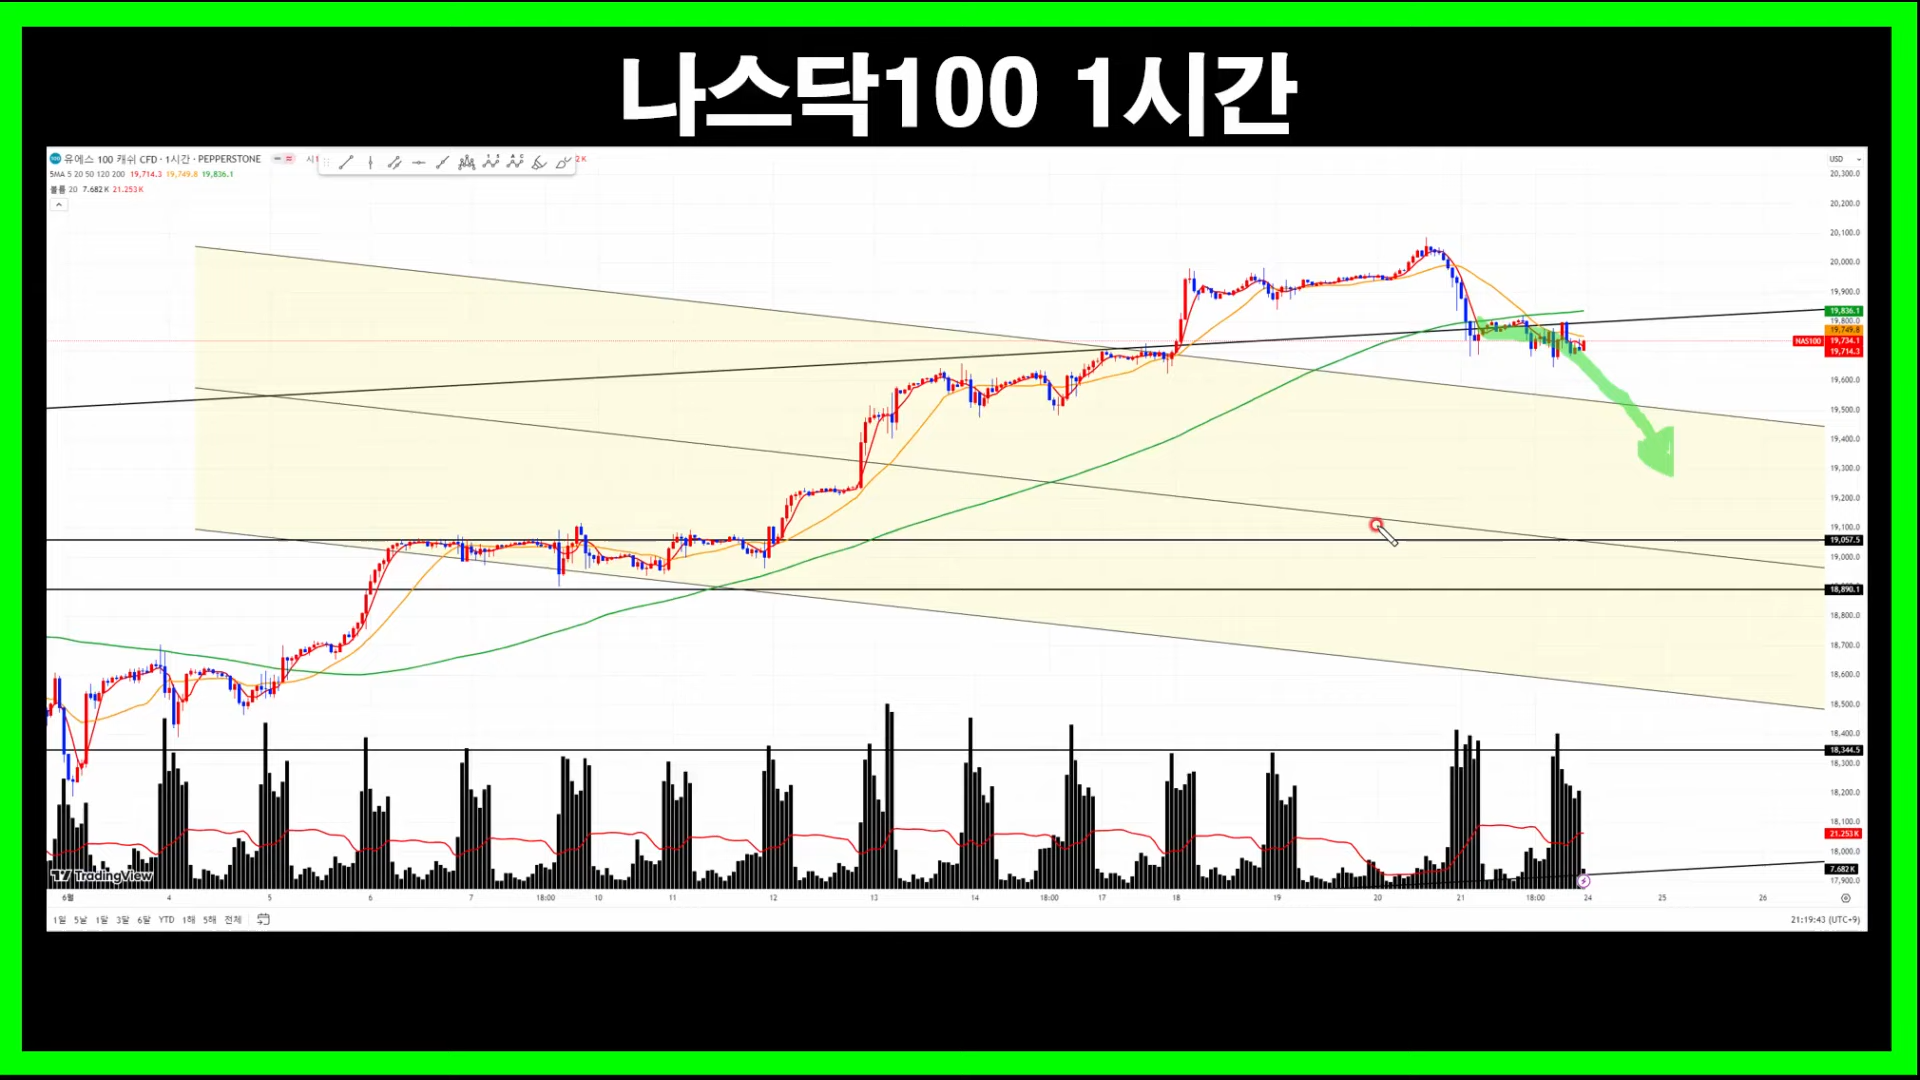 나스닥100 1시간
유에스 100 캐쉬 CFD · 1시간 · PEPPERSTONE
5MA 5 20 50 120 200 19,714.3 19,749.8 19,836.1
볼륨 20 7.682 K 21.253 K
USD
20,300.0
20,200.0
20,100.0
20,000.0
19,900.0
19,836.1
19,800.0
19,749.8
NAS100 19,734.1
19,714.3
19,600.0
19,500.0
19,400.0
19,300.0
19,200.0
19,100.0
19,057.5
19,000.0
18,890.1
18,800.0
18,700.0
18,600.0
18,500.0
18,400.0
18,344.5
18,300.0
18,200.0
18,100.0
21.253 K
18,000.0
7.682 K
17,900.0
TradingView
6월 4 5 6 7 18:00 10 11 12 13 14 18:00 17 18 19 20 21 18:00 24 25 26
1일 5날 1달 3달 6달 YTD 1해 5해 전체
21:19:43 (UTC+9)